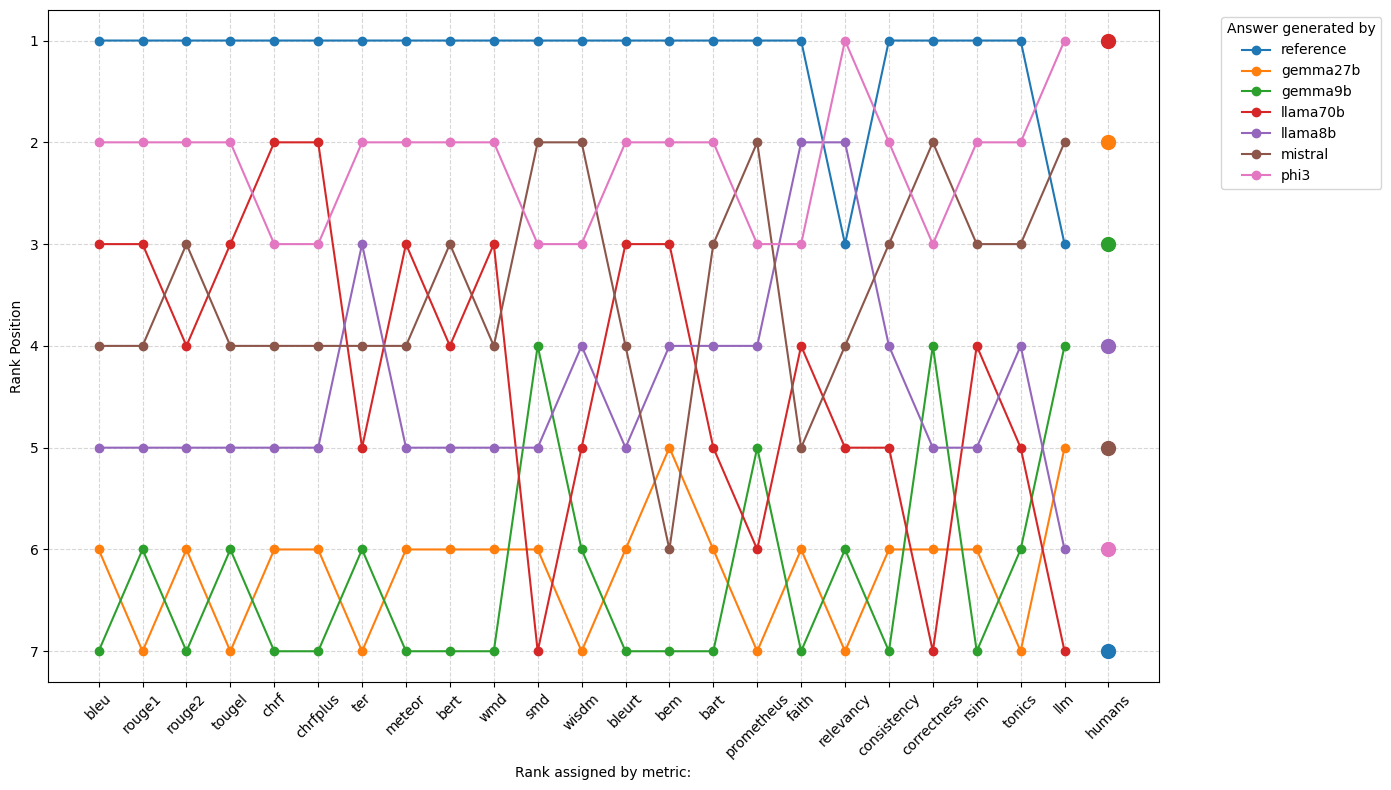 Answer generated by
reference
gemma27b
gemma9b
llama70b
llama8b
mistral
phi3
Rank Position
1
2
3
4
5
6
7
bleu
rouge1
rouge2
tougel
chrf
chrfplus
ter
meteor
bert
wmd
smd
wisdm
bleurt
bem
bart
prometheus
faith
relevancy
consistency
correctness
rsim
tonics
llm
humans
Rank assigned by metric: